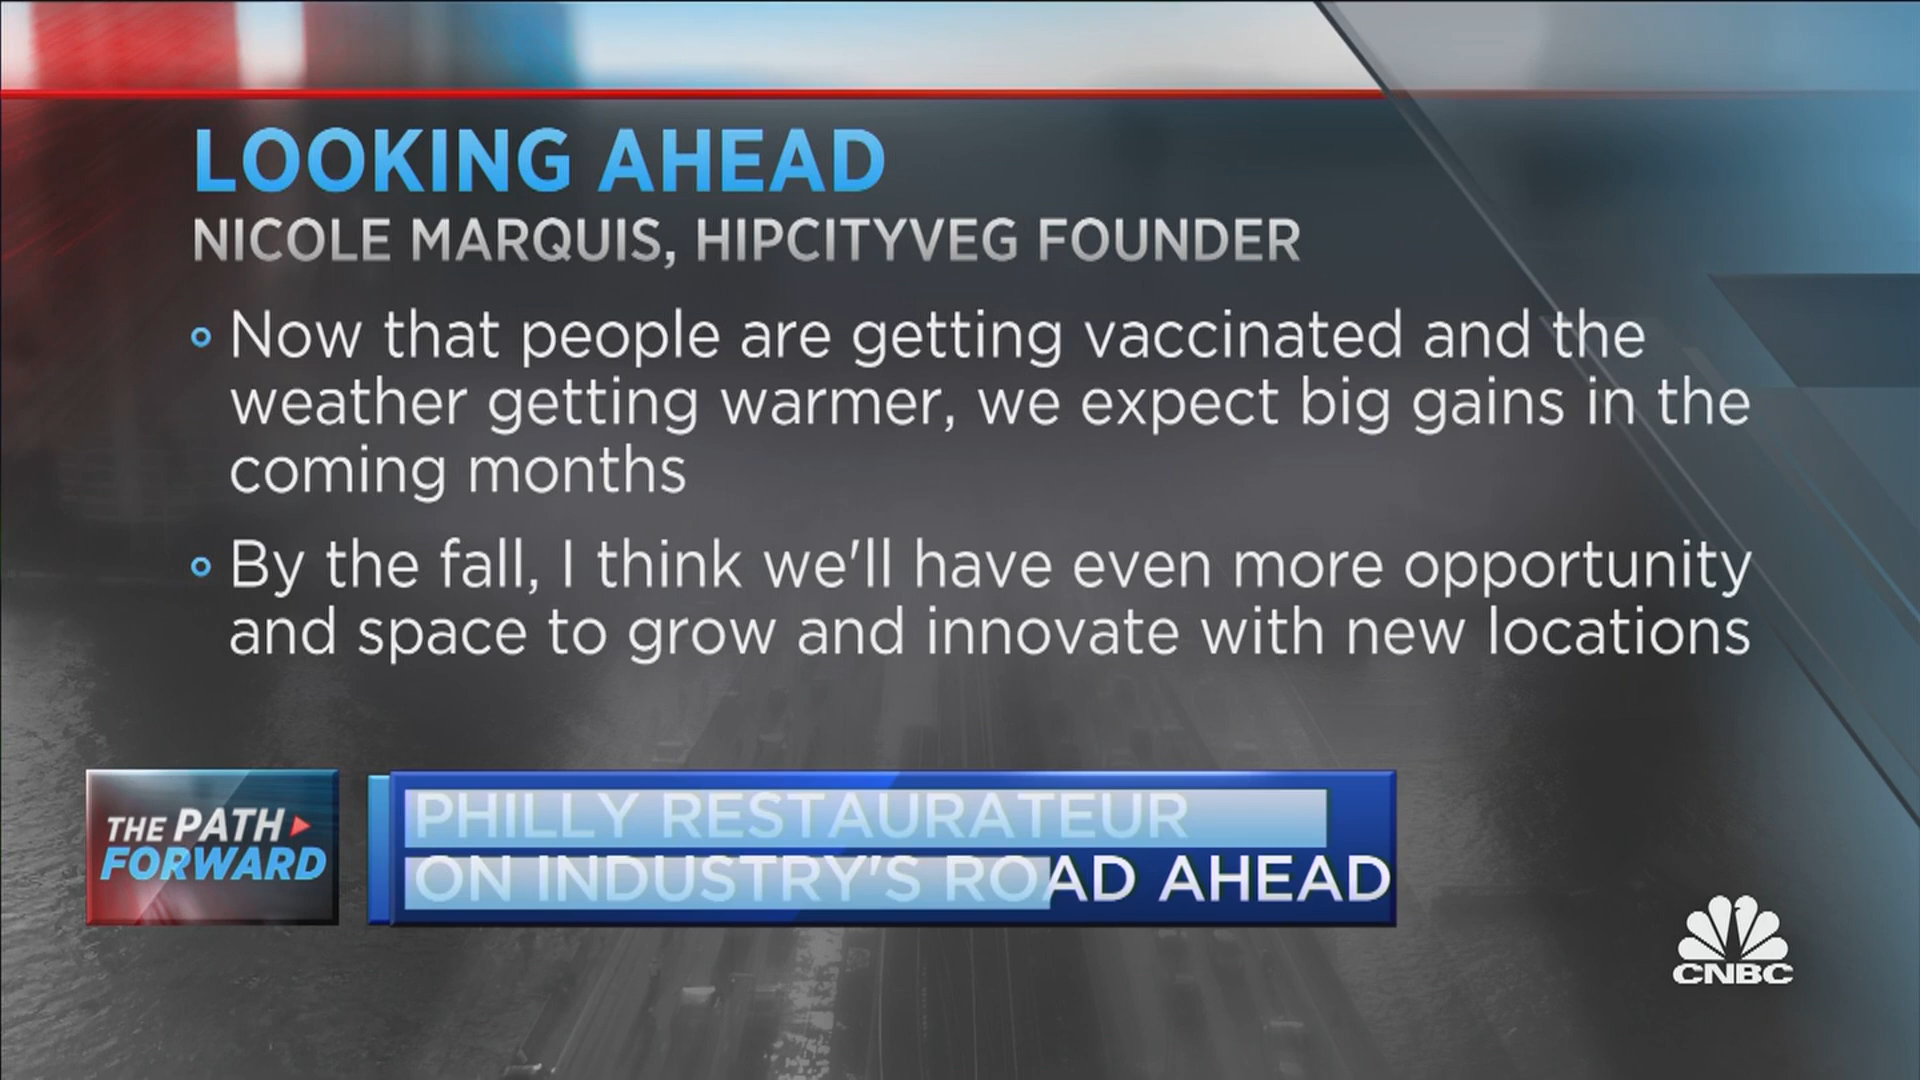 LOOKING AHEAD
NICOLE MARQUIS, HIPCITYVEG FOUNDER
Now that people are getting vaccinated and the
weather getting warmer, we expect big gains in the
coming months
By the fall, I think we'll have even more opportunity
and space to grow and innovate with new locations
THE PATH
FORWARD
PHILLY RESTAURATEUR
ON INDUSTRY'S ROAD AHEAD
CNBC